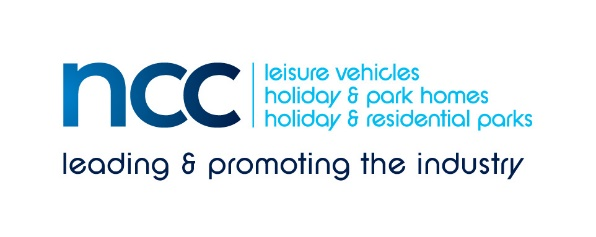 ncc
leisure vehicles
holiday & park homes
holiday & residential parks
leading & promoting the industry